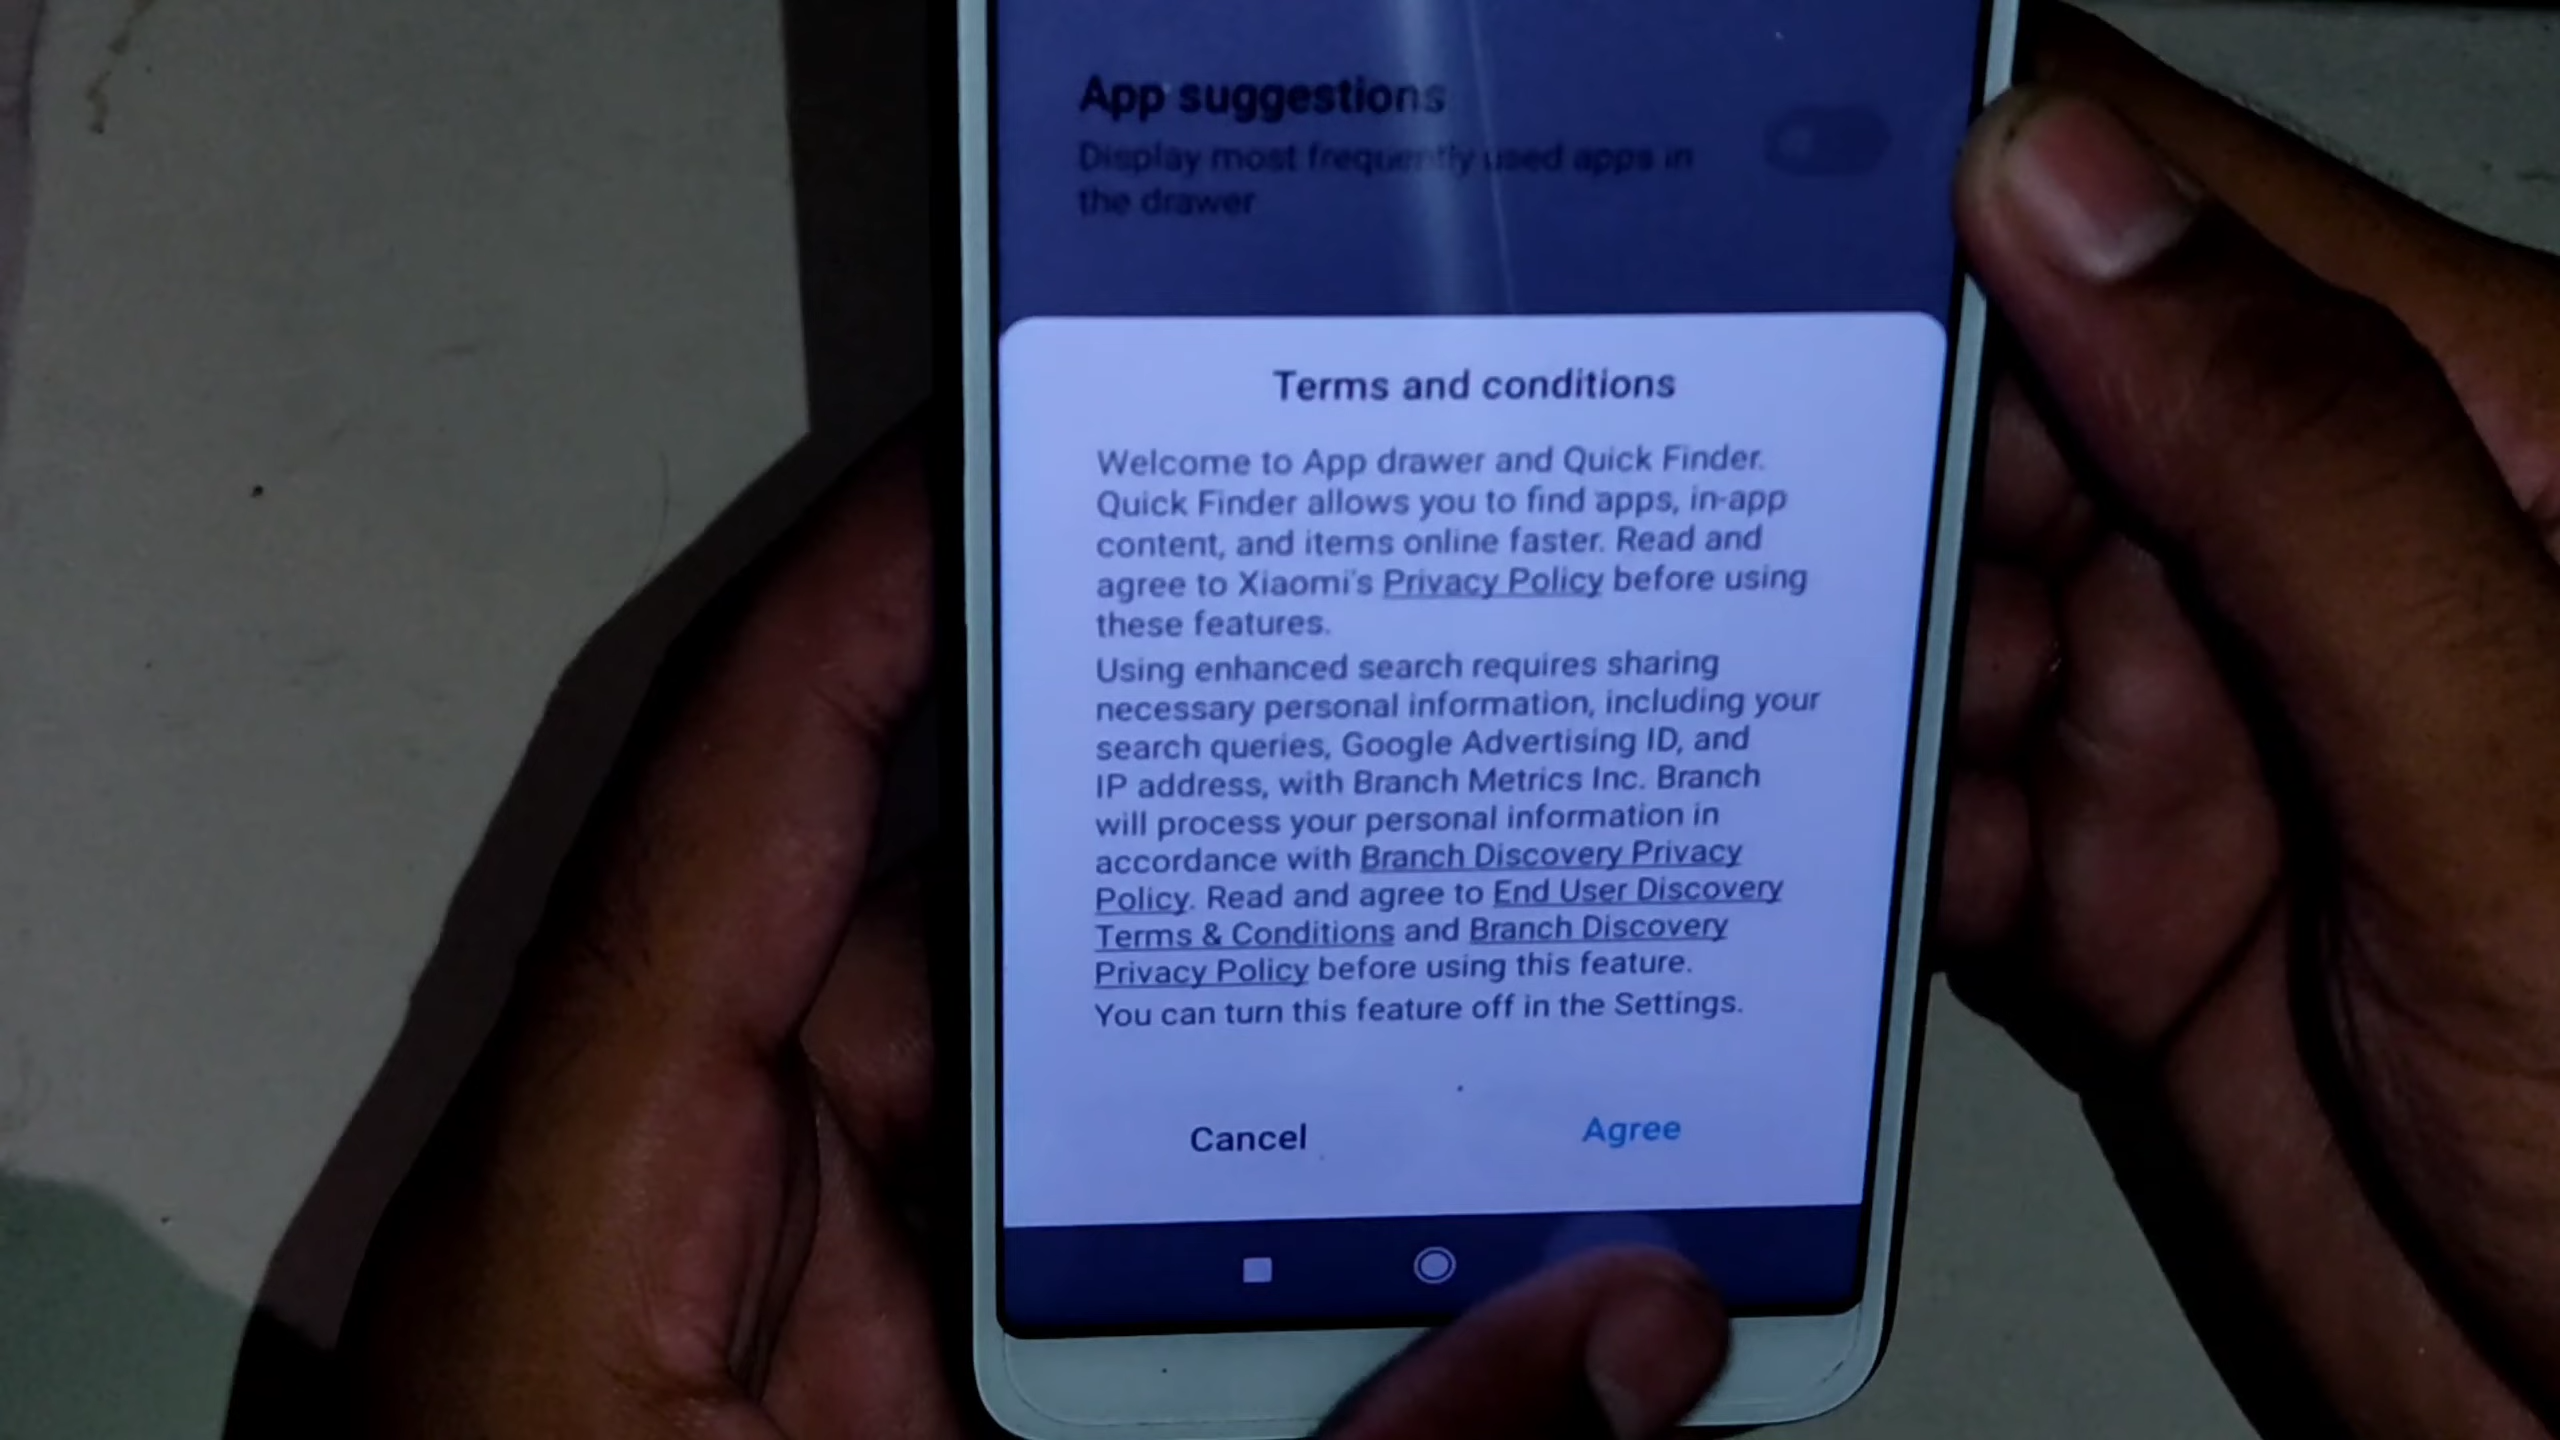 App suggestions
Display most frequently used apps in
the drawer
Terms and conditions
Welcome to App drawer and Quick Finder.
Quick Finder allows you to find apps, in-app
content, and items online faster. Read and
agree to Xiaomi's Privacy Policy before using
these features.
Using enhanced search requires sharing
necessary personal information, including your
search queries, Google Advertising ID, and
IP address, with Branch Metrics Inc. Branch
will process your personal information in
accordance with Branch Discovery Privacy
Policy. Read and agree to End User Discovery
Terms & Conditions and Branch Discovery
Privacy Policy before using this feature.
You can turn this feature off in the Settings.
Cancel
Agree